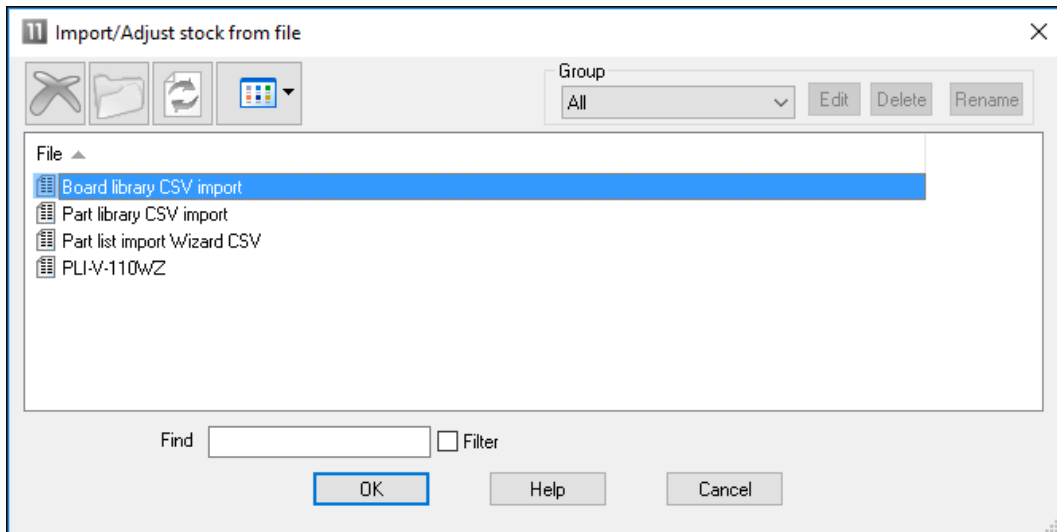 11 Import/Adjust stock from file
Group
All Edit Delete Rename
File
Board library CSV import
Part library CSV import
Part list import Wizard CSV
PLI-V-110WZ
Find Filter
OK Help Cancel